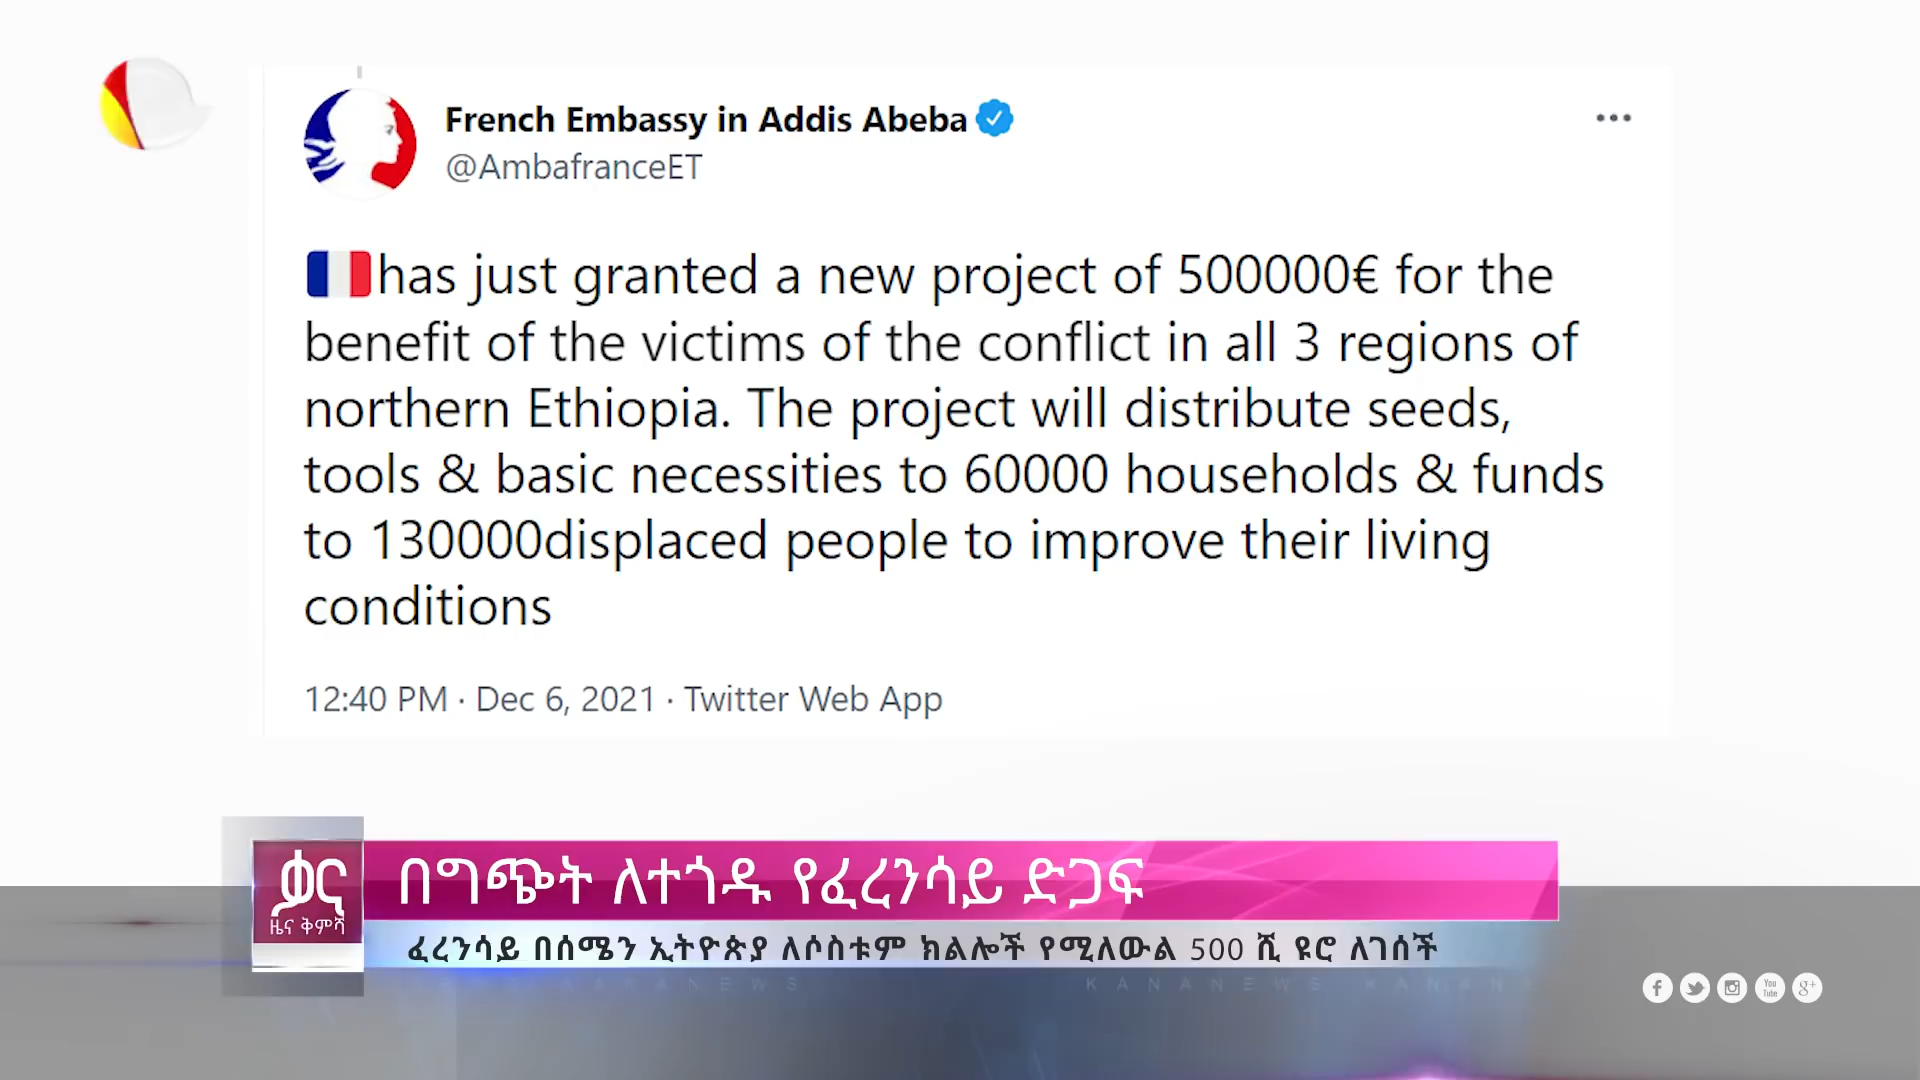 French Embassy in Addis Abeba
@AmbafranceET
🇫🇷has just granted a new project of 500000€ for the
benefit of the victims of the conflict in all 3 regions of
northern Ethiopia. The project will distribute seeds,
tools & basic necessities to 60000 households & funds
to 130000displaced people to improve their living
conditions
12:40 PM · Dec 6, 2021 · Twitter Web App
ቃና
ዜና ቅምሻ
በግጭት ለተጎዱ የፈረንሳይ ድጋፍ
ፈረንሳይ በሰሜን ኢትዮጵያ ለሶስቱም ክልሎች የሚለውል 500 ሺ ዩሮ ለገሰች
KANANEWS
You Tube
g+